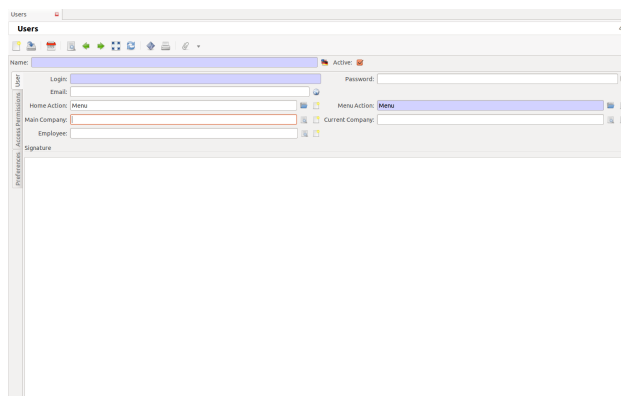 Users
Users
Name: Active:
Login: Password:
Email:
Home Action: Menu Menu Action: Menu
Main Company: Current Company:
Employee:
Signature
User
Access Permissions
Preferences